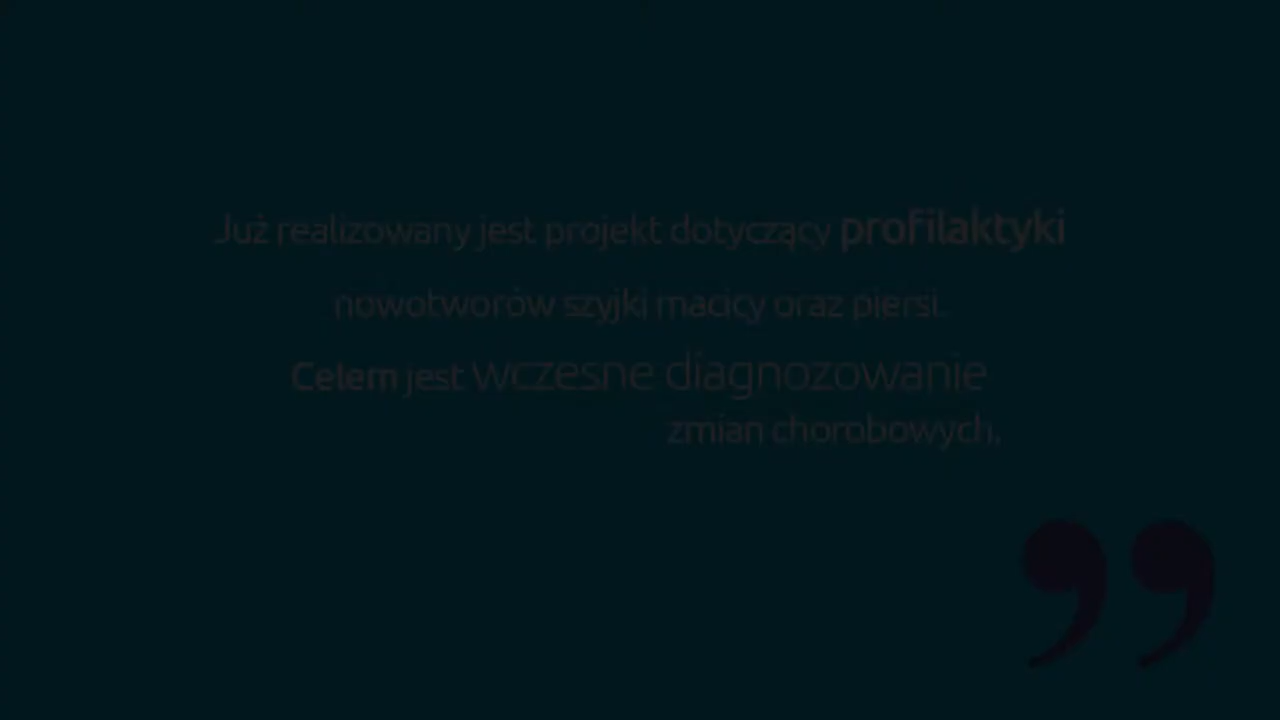 Już realizowany jest projekt dotyczący profilaktyki
nowotworów szyjki macicy oraz piersi.
Celem jest wczesne diagnozowanie
zmian chorobowych.
”